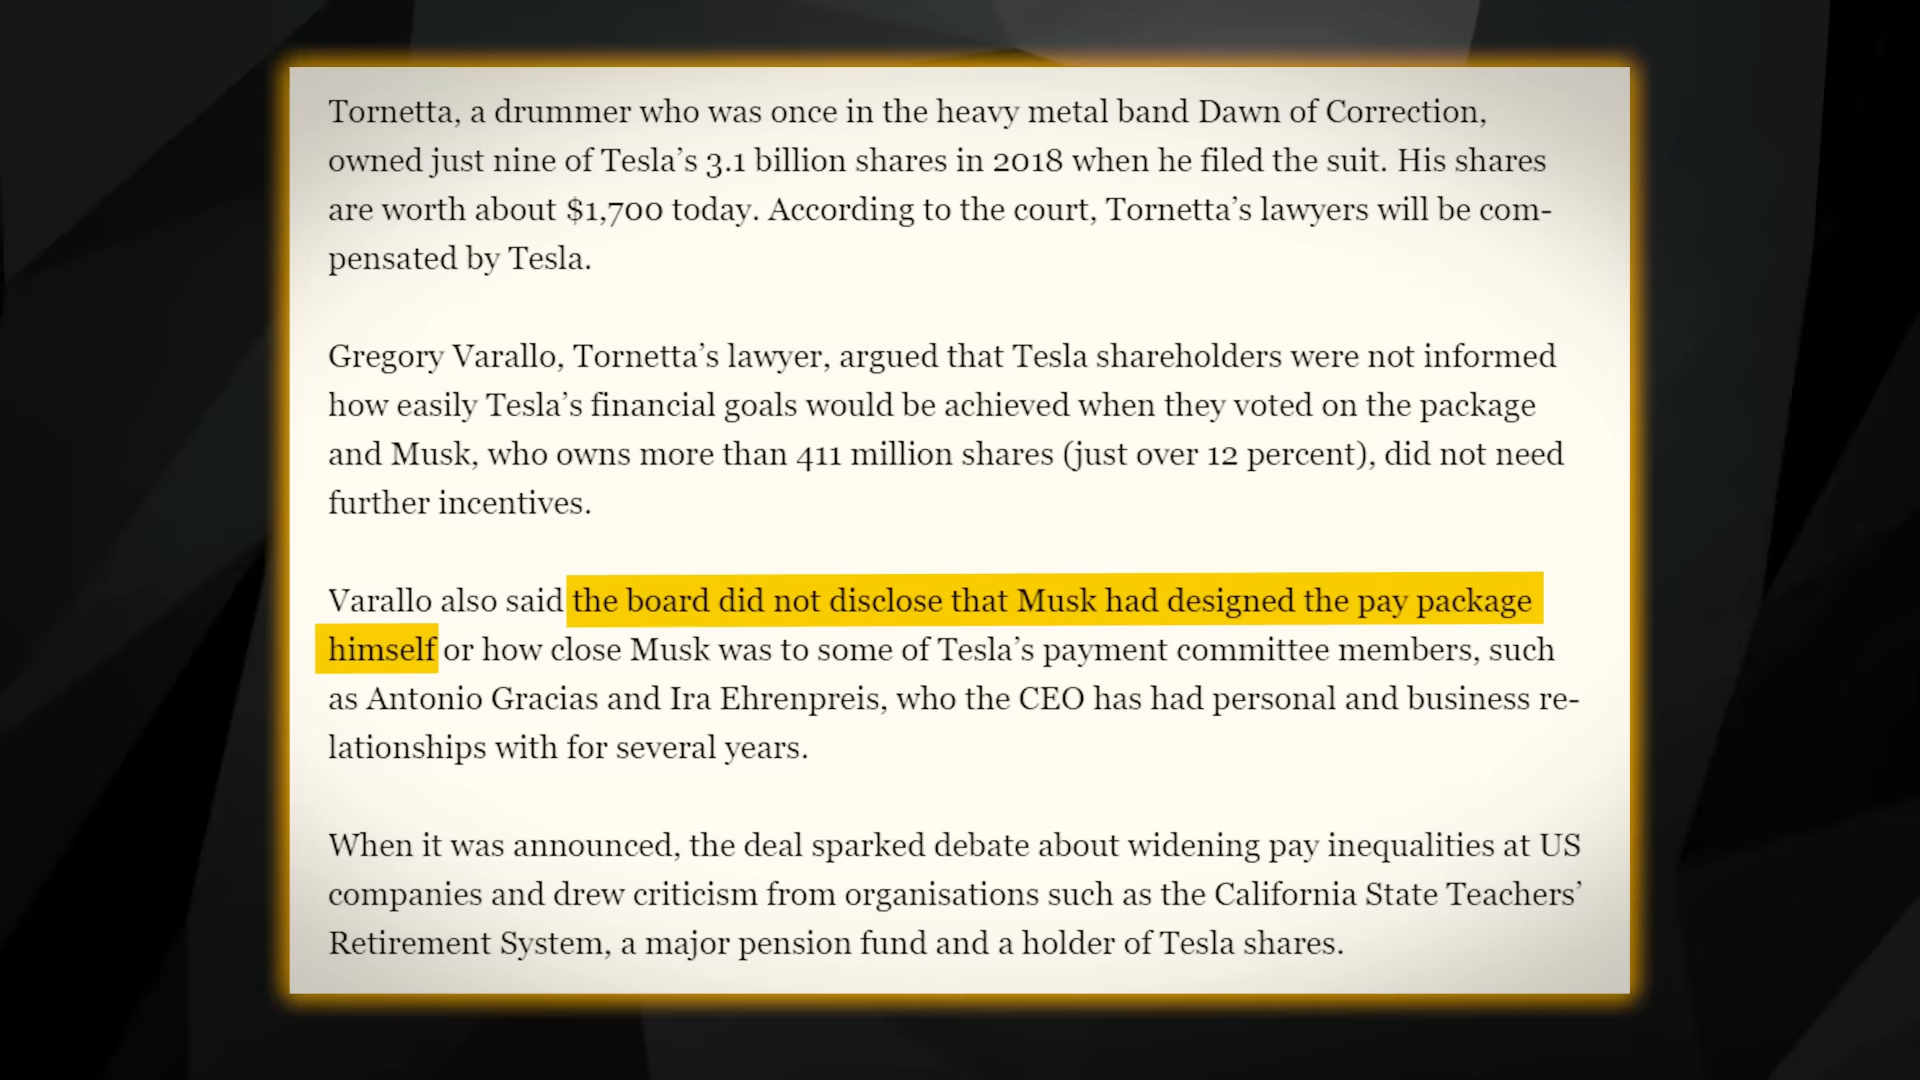 Tornetta, a drummer who was once in the heavy metal band Dawn of Correction,
owned just nine of Tesla’s 3.1 billion shares in 2018 when he filed the suit. His shares
are worth about $1,700 today. According to the court, Tornetta’s lawyers will be com-
pensated by Tesla.
Gregory Varallo, Tornetta’s lawyer, argued that Tesla shareholders were not informed
how easily Tesla’s financial goals would be achieved when they voted on the package
and Musk, who owns more than 411 million shares (just over 12 percent), did not need
further incentives.
Varallo also said the board did not disclose that Musk had designed the pay package
himself or how close Musk was to some of Tesla’s payment committee members, such
as Antonio Gracias and Ira Ehrenpreis, who the CEO has had personal and business re-
lationships with for several years.
When it was announced, the deal sparked debate about widening pay inequalities at US
companies and drew criticism from organisations such as the California State Teachers’
Retirement System, a major pension fund and a holder of Tesla shares.